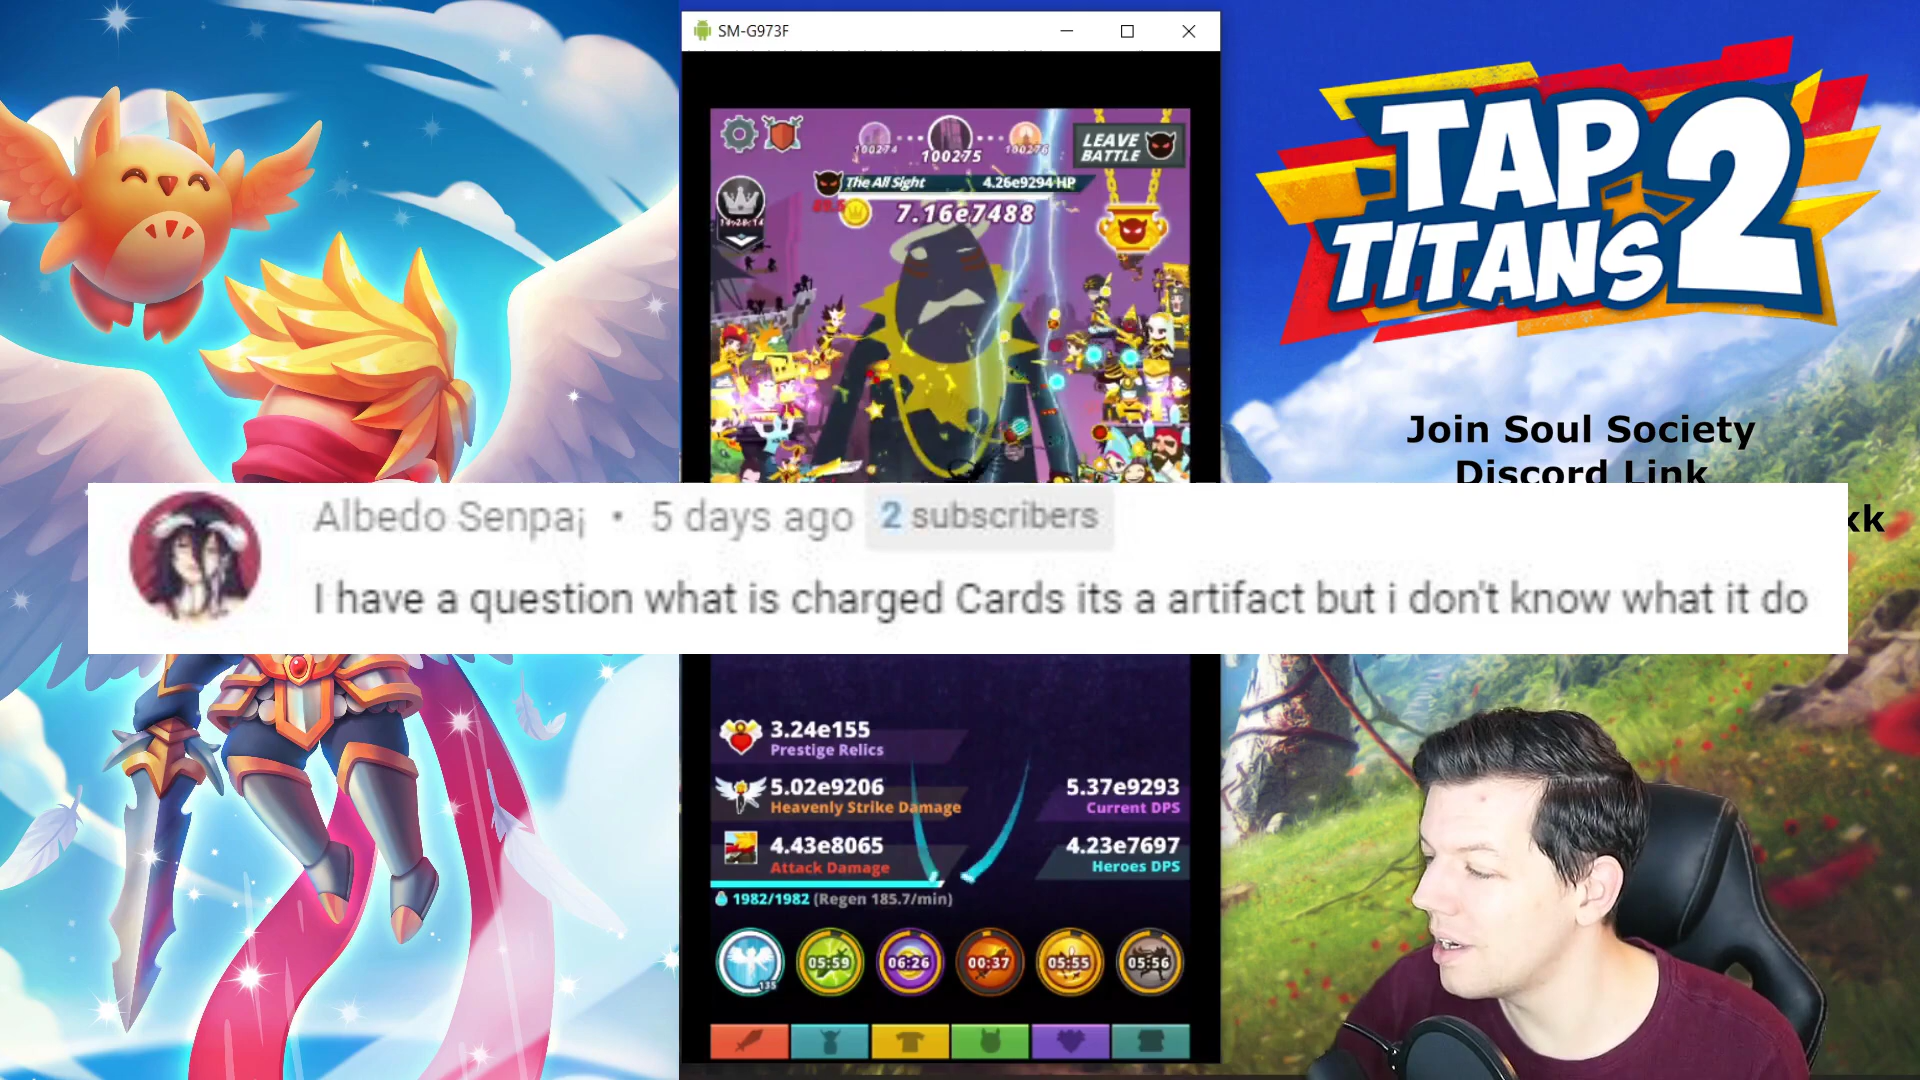 SM-G973F
100274
100275
100276
LEAVE
BATTLE
The All Sight
4.26e9294 HP
7.16e7488
TAP
TITANS 2
Join Soul Society
Discord Link
xk
Albedo Senpai • 5 days ago 2 subscribers
I have a question what is charged Cards its a artifact but i don't know what it do
3.24e155
Prestige Relics
5.02e9206
Heavenly Strike Damage
5.37e9293
Current DPS
4.43e8065
Attack Damage
4.23e7697
Heroes DPS
1982/1982 (Regen 185.7/min)
135
05:59
06:26
00:37
05:55
05:56